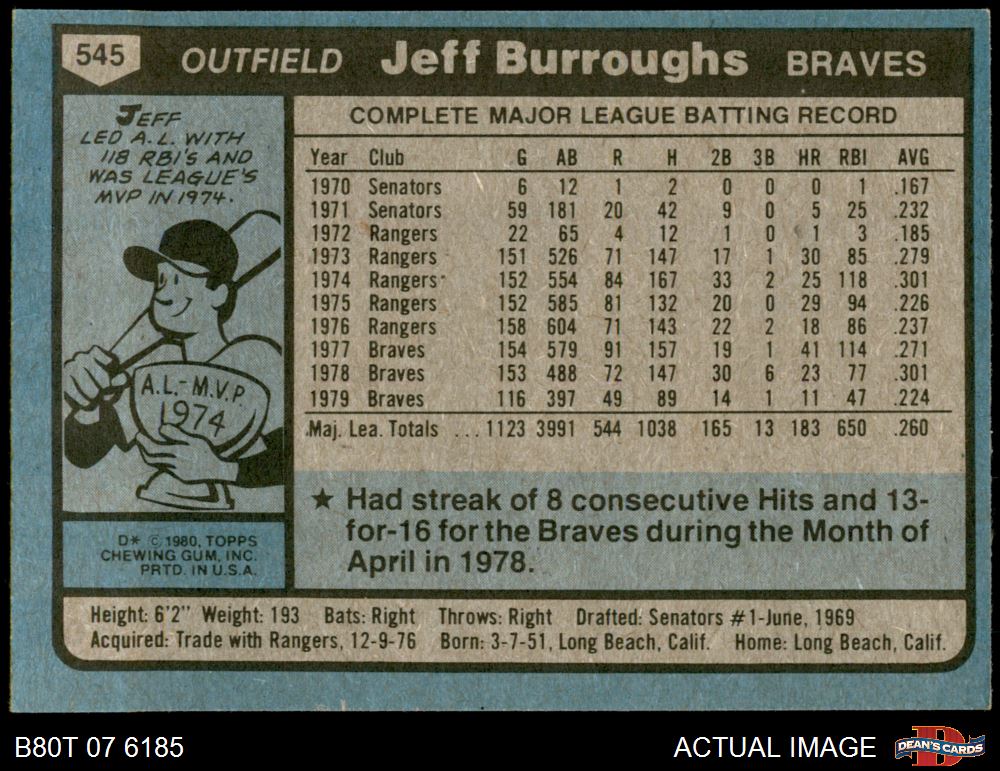 545 OUTFIELD Jeff Burroughs BRAVES
JEFF
LED A.L. WITH
118 RBI'S AND
WAS LEAGUE'S
MVP IN 1974.
A.L.-M.V.P.
1974
D* © 1980, TOPPS
CHEWING GUM, INC.
PRTD. IN U.S.A.
COMPLETE MAJOR LEAGUE BATTING RECORD
Year Club G AB R H 2B 3B HR RBI AVG
1970 Senators 6 12 1 2 0 0 0 1 .167
1971 Senators 59 181 20 42 9 0 5 25 .232
1972 Rangers 22 65 4 12 1 0 1 3 .185
1973 Rangers 151 526 71 147 17 1 30 85 .279
1974 Rangers 152 554 84 167 33 2 25 118 .301
1975 Rangers 152 585 81 132 20 0 29 94 .226
1976 Rangers 158 604 71 143 22 2 18 86 .237
1977 Braves 154 579 91 157 19 1 41 114 .271
1978 Braves 153 488 72 147 30 6 23 77 .301
1979 Braves 116 397 49 89 14 1 11 47 .224
Maj. Lea. Totals ... 1123 3991 544 1038 165 13 183 650 .260
★ Had streak of 8 consecutive Hits and 13-
for-16 for the Braves during the Month of
April in 1978.
Height: 6'2" Weight: 193 Bats: Right Throws: Right Drafted: Senators #1-June, 1969
Acquired: Trade with Rangers, 12-9-76 Born: 3-7-51, Long Beach, Calif. Home: Long Beach, Calif.
B80T 07 6185 ACTUAL IMAGE DEAN'S CARDS